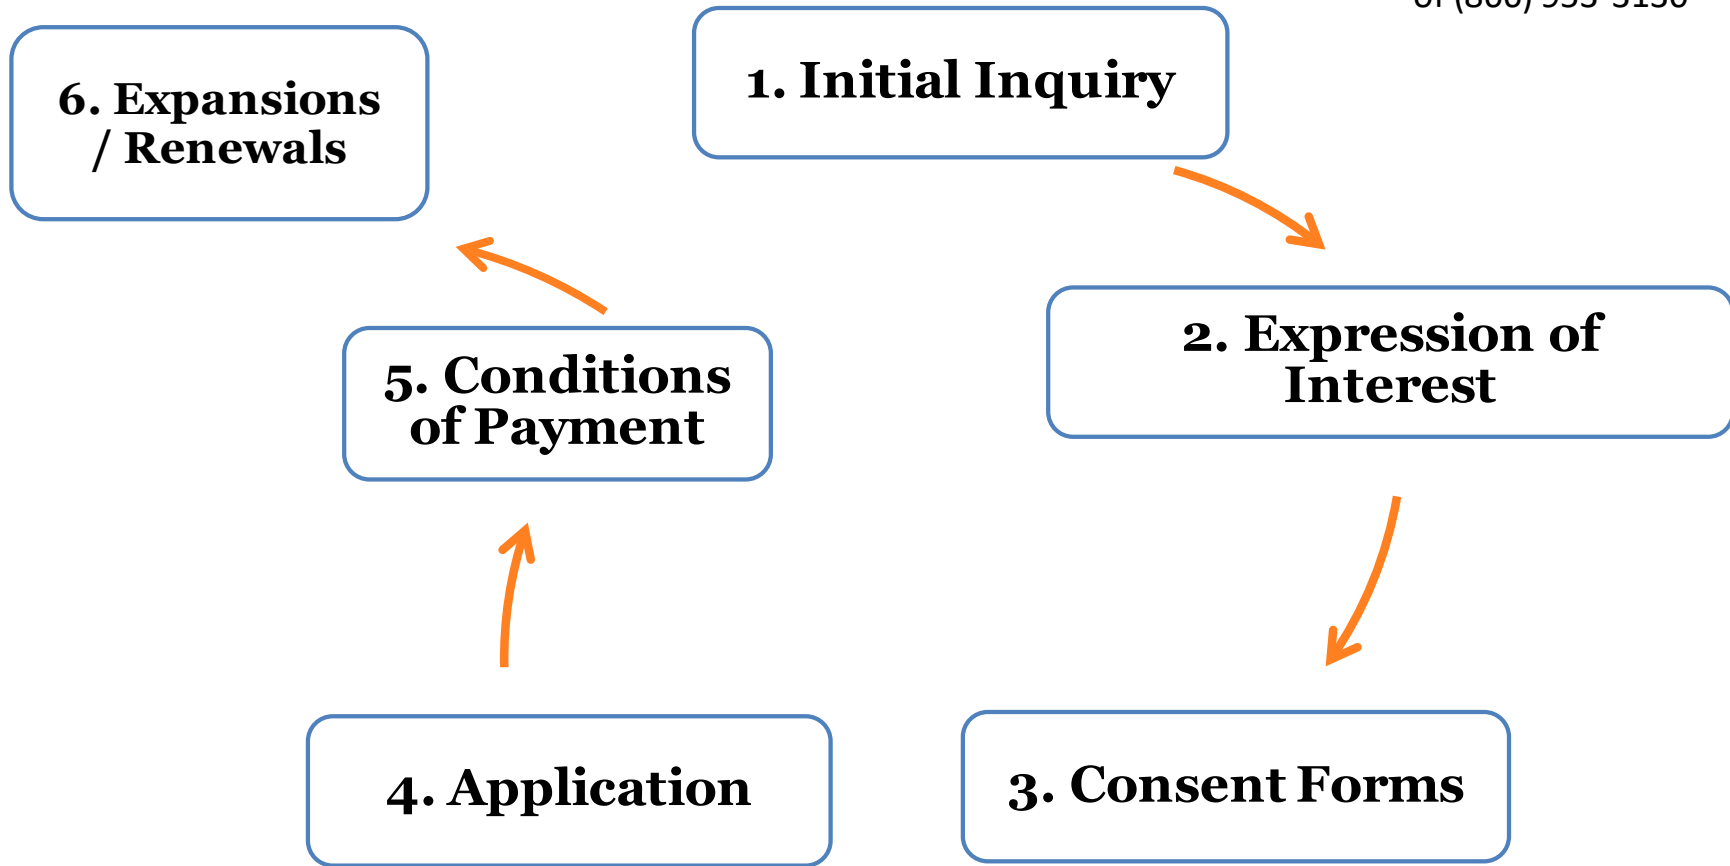 1. Initial Inquiry
2. Expression of
Interest
3. Consent Forms
4. Application
5. Conditions
of Payment
6. Expansions
/ Renewals